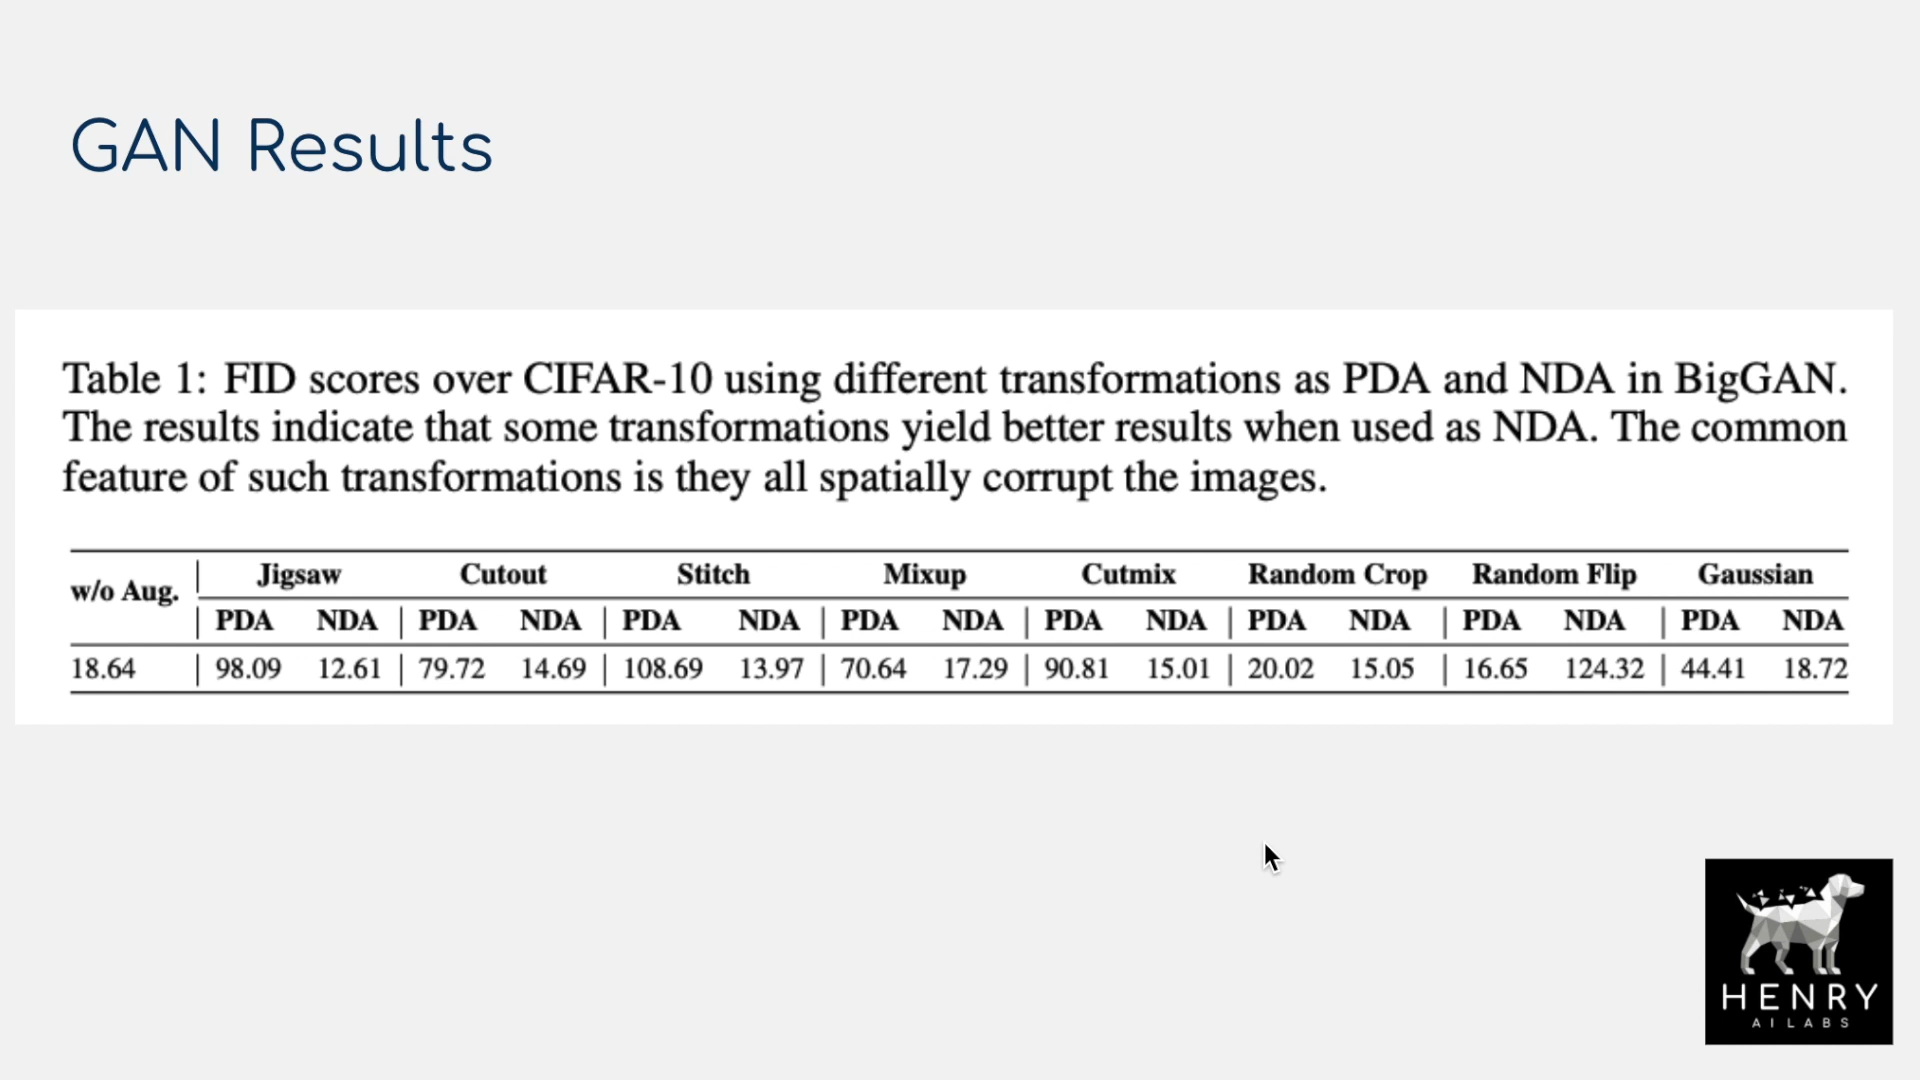 GAN Results
Table 1: FID scores over CIFAR-10 using different transformations as PDA and NDA in BigGAN.
The results indicate that some transformations yield better results when used as NDA. The common
feature of such transformations is they all spatially corrupt the images.
w/o Aug. | Jigsaw Cutout Stitch Mixup Cutmix Random Crop Random Flip Gaussian
| PDA NDA | PDA NDA | PDA NDA | PDA NDA | PDA NDA | PDA NDA | PDA NDA | PDA NDA
18.64 | 98.09 12.61 | 79.72 14.69 | 108.69 13.97 | 70.64 17.29 | 90.81 15.01 | 20.02 15.05 | 16.65 124.32 | 44.41 18.72
HENRY
AI LABS